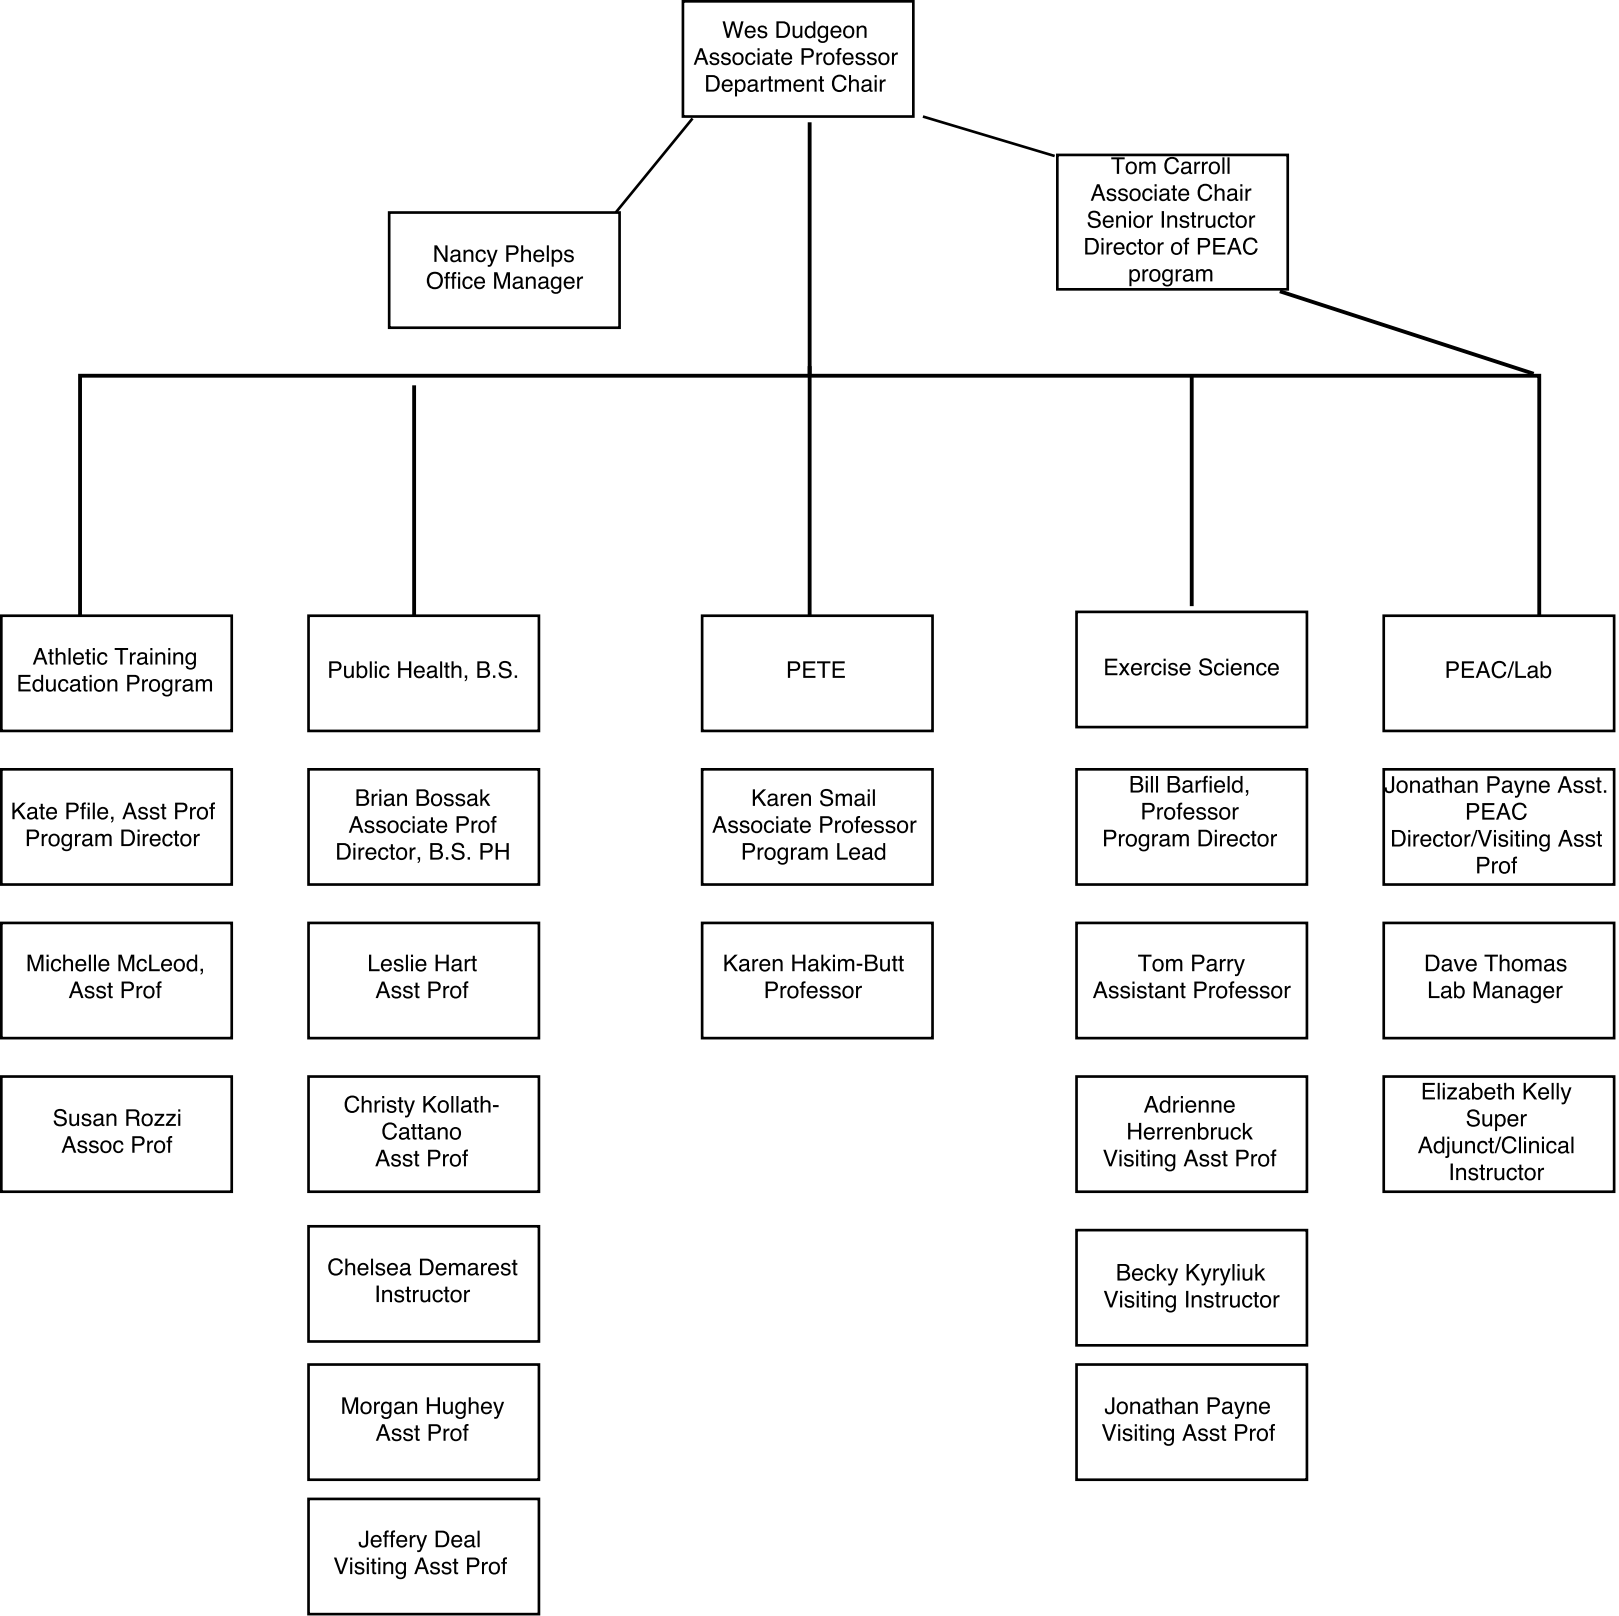 Wes Dudgeon
Associate Professor
Department Chair
Tom Carroll
Associate Chair
Senior Instructor
Director of PEAC
program
Nancy Phelps
Office Manager
Athletic Training
Education Program
Kate Pfile, Asst Prof
Program Director
Michelle McLeod,
Asst Prof
Susan Rozzi
Assoc Prof
Public Health, B.S.
Brian Bossak
Associate Prof
Director, B.S. PH
Leslie Hart
Asst Prof
Christy Kollath-
Cattano
Asst Prof
Chelsea Demarest
Instructor
Morgan Hughey
Asst Prof
Jeffery Deal
Visiting Asst Prof
PETE
Karen Smail
Associate Professor
Program Lead
Karen Hakim-Butt
Professor
Exercise Science
Bill Barfield,
Professor
Program Director
Tom Parry
Assistant Professor
Adrienne
Herrenbruck
Visiting Asst Prof
Becky Kyryliuk
Visiting Instructor
Jonathan Payne
Visiting Asst Prof
PEAC/Lab
Jonathan Payne Asst.
PEAC
Director/Visiting Asst
Prof
Dave Thomas
Lab Manager
Elizabeth Kelly
Super
Adjunct/Clinical
Instructor